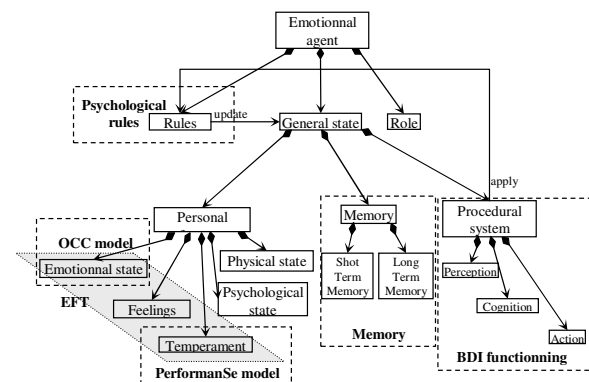 Emotionnal
agent
Psychological
rules
Rules
update
General state
Role
apply
Personal
Memory
Procedural
system
OCC model
Emotionnal state
Physical state
Shot
Term
Memory
Long
Term
Memory
Perception
EFT
Feelings
Psychological
state
Cognition
Temperament
Memory
Action
PerformanSe model
BDI functionning